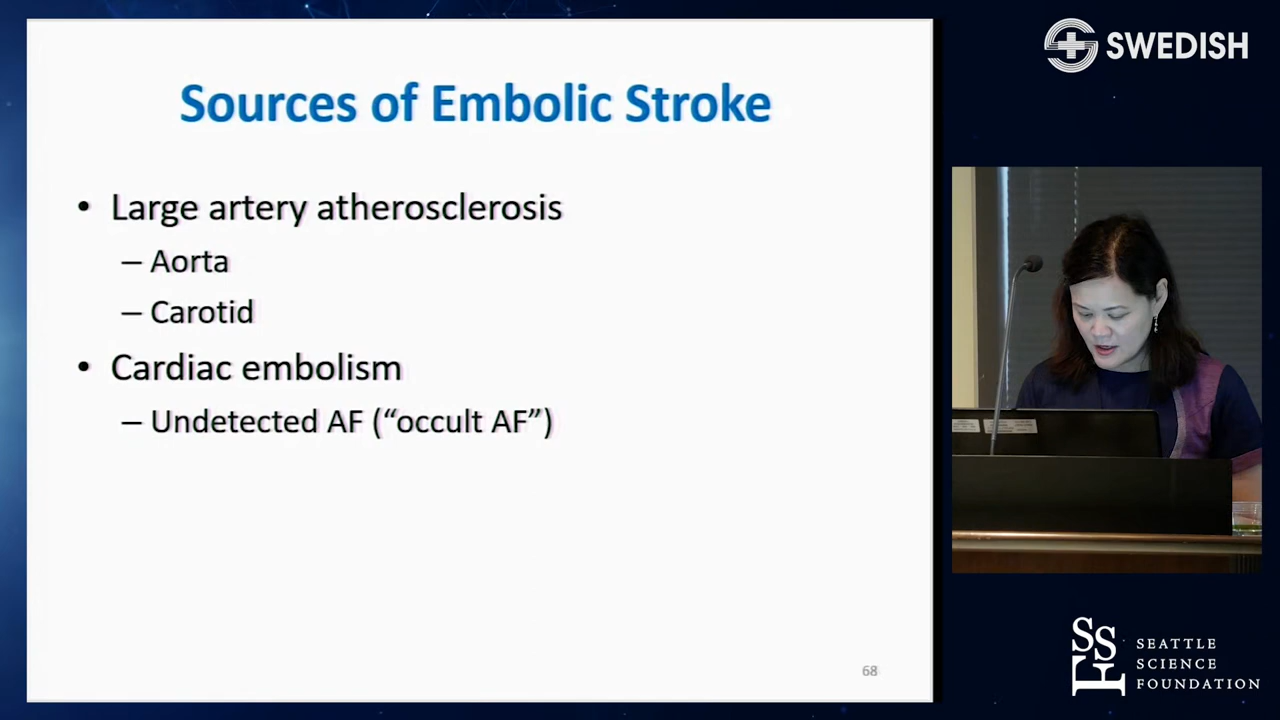 Sources of Embolic Stroke
• Large artery atherosclerosis
– Aorta
– Carotid
• Cardiac embolism
– Undetected AF (“occult AF”)
68
SWEDISH
SSF
SEATTLE
SCIENCE
FOUNDATION